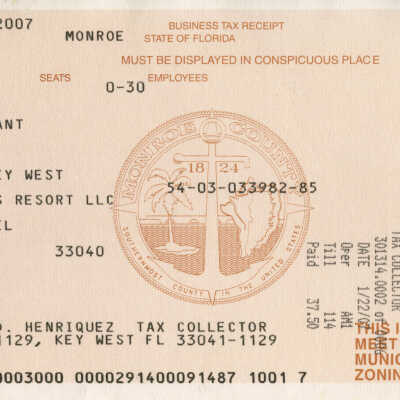 2007
MONROE
BUSINESS TAX RECEIPT
STATE OF FLORIDA
MUST BE DISPLAYED IN CONSPICUOUS PLACE
SEATS
EMPLOYEES
0-30
ANT
MONROE COUNTY
1824
SOUTHERNMOST COUNTY IN THE UNITED STATES
EY WEST
54-03-033982-85
S RESORT LLC
EL
33040
TAX COLLECTOR
301314.0002
DATE 1/22/0
Oper AM1
Till 114
Paid 37.50
D. HENRIQUEZ TAX COLLECTOR
1129, KEY WEST FL 33041-1129
THIS I
MEET
MUNIC
ZONIN
0003000 0000291400091487 1001 7